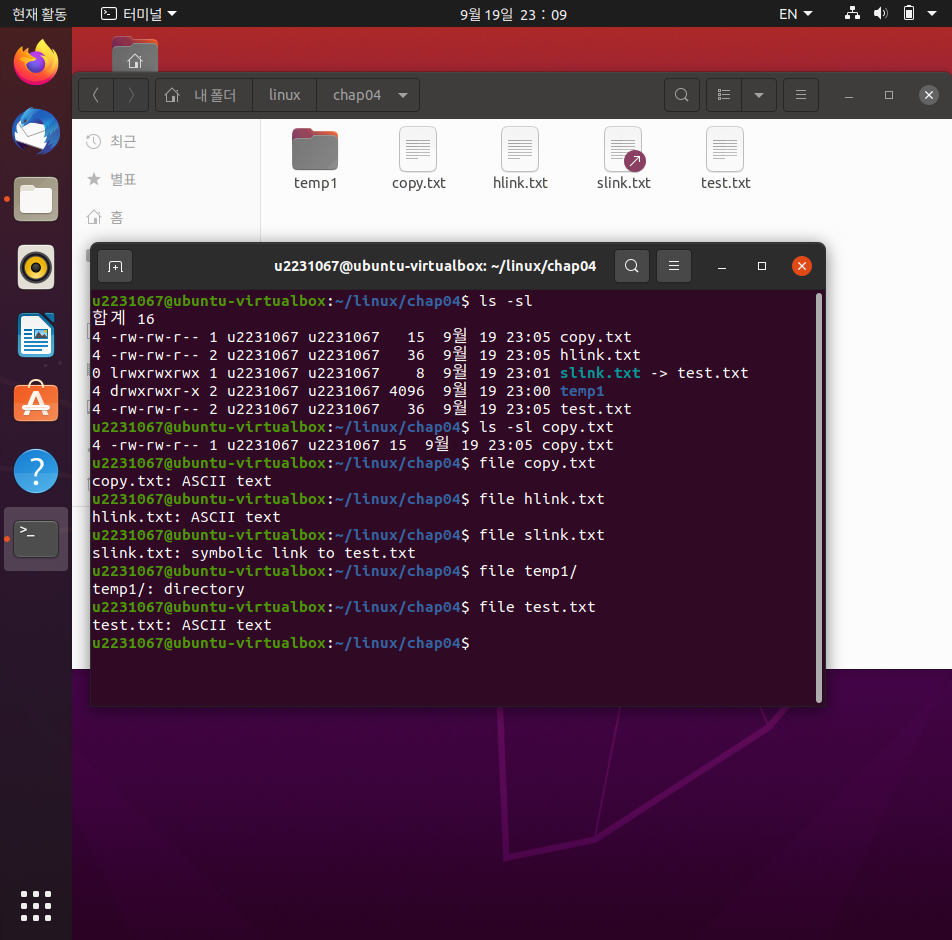 현재 활동
터미널
9월 19일 23 : 09
EN
내 폴더
linux
chap04
최근
별표
홈
temp1
copy.txt
hlink.txt
slink.txt
test.txt
u2231067@ubuntu-virtualbox: ~/linux/chap04
u2231067@ubuntu-virtualbox:~/linux/chap04$ ls -sl
합계 16
4 -rw-rw-r-- 1 u2231067 u2231067   15  9월 19 23:05 copy.txt
4 -rw-rw-r-- 2 u2231067 u2231067   36  9월 19 23:05 hlink.txt
0 lrwxrwxrwx 1 u2231067 u2231067    8  9월 19 23:01 slink.txt -> test.txt
4 drwxrwxr-x 2 u2231067 u2231067 4096  9월 19 23:00 temp1
4 -rw-rw-r-- 2 u2231067 u2231067   36  9월 19 23:05 test.txt
u2231067@ubuntu-virtualbox:~/linux/chap04$ ls -sl copy.txt
4 -rw-rw-r-- 1 u2231067 u2231067 15  9월 19 23:05 copy.txt
u2231067@ubuntu-virtualbox:~/linux/chap04$ file copy.txt
copy.txt: ASCII text
u2231067@ubuntu-virtualbox:~/linux/chap04$ file hlink.txt
hlink.txt: ASCII text
u2231067@ubuntu-virtualbox:~/linux/chap04$ file slink.txt
slink.txt: symbolic link to test.txt
u2231067@ubuntu-virtualbox:~/linux/chap04$ file temp1/
temp1/: directory
u2231067@ubuntu-virtualbox:~/linux/chap04$ file test.txt
test.txt: ASCII text
u2231067@ubuntu-virtualbox:~/linux/chap04$